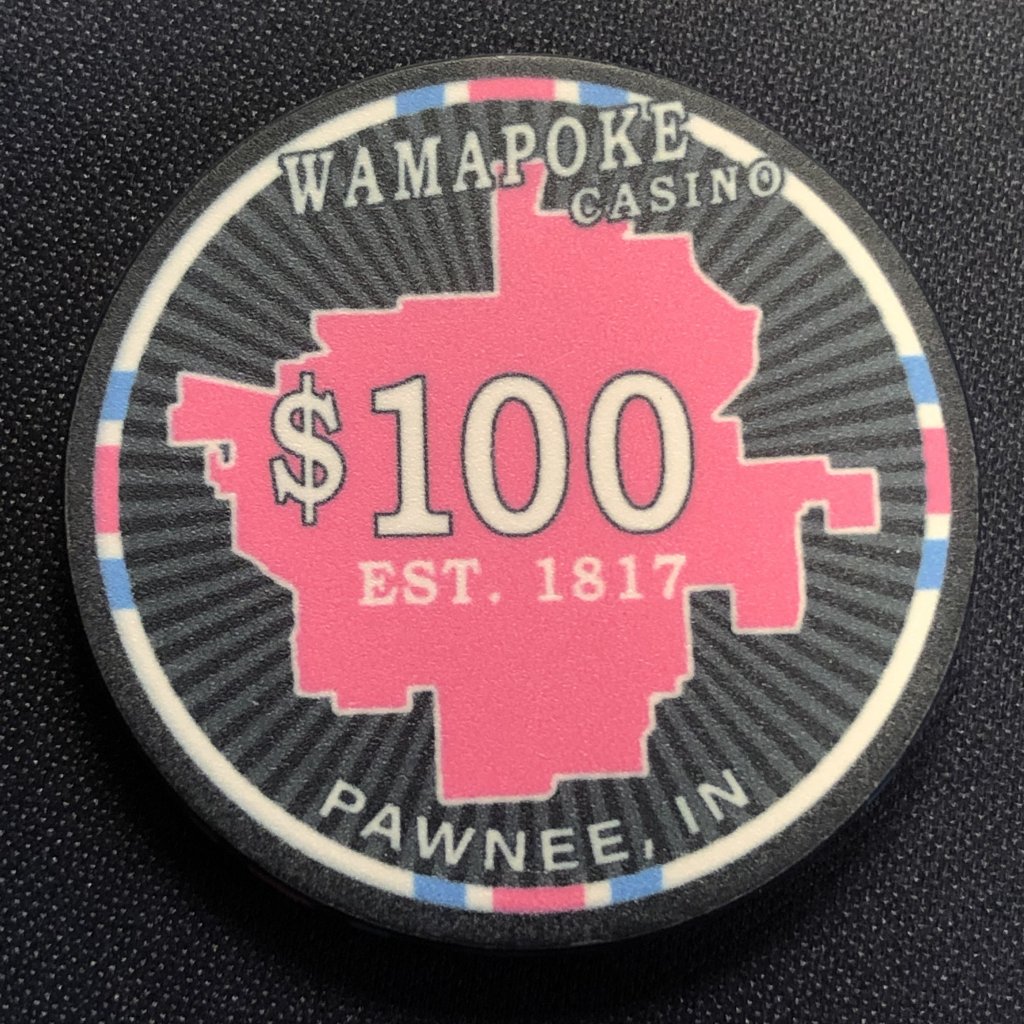 WAMAPOKE
CASINO
$100
EST. 1817
PAWNEE, IN